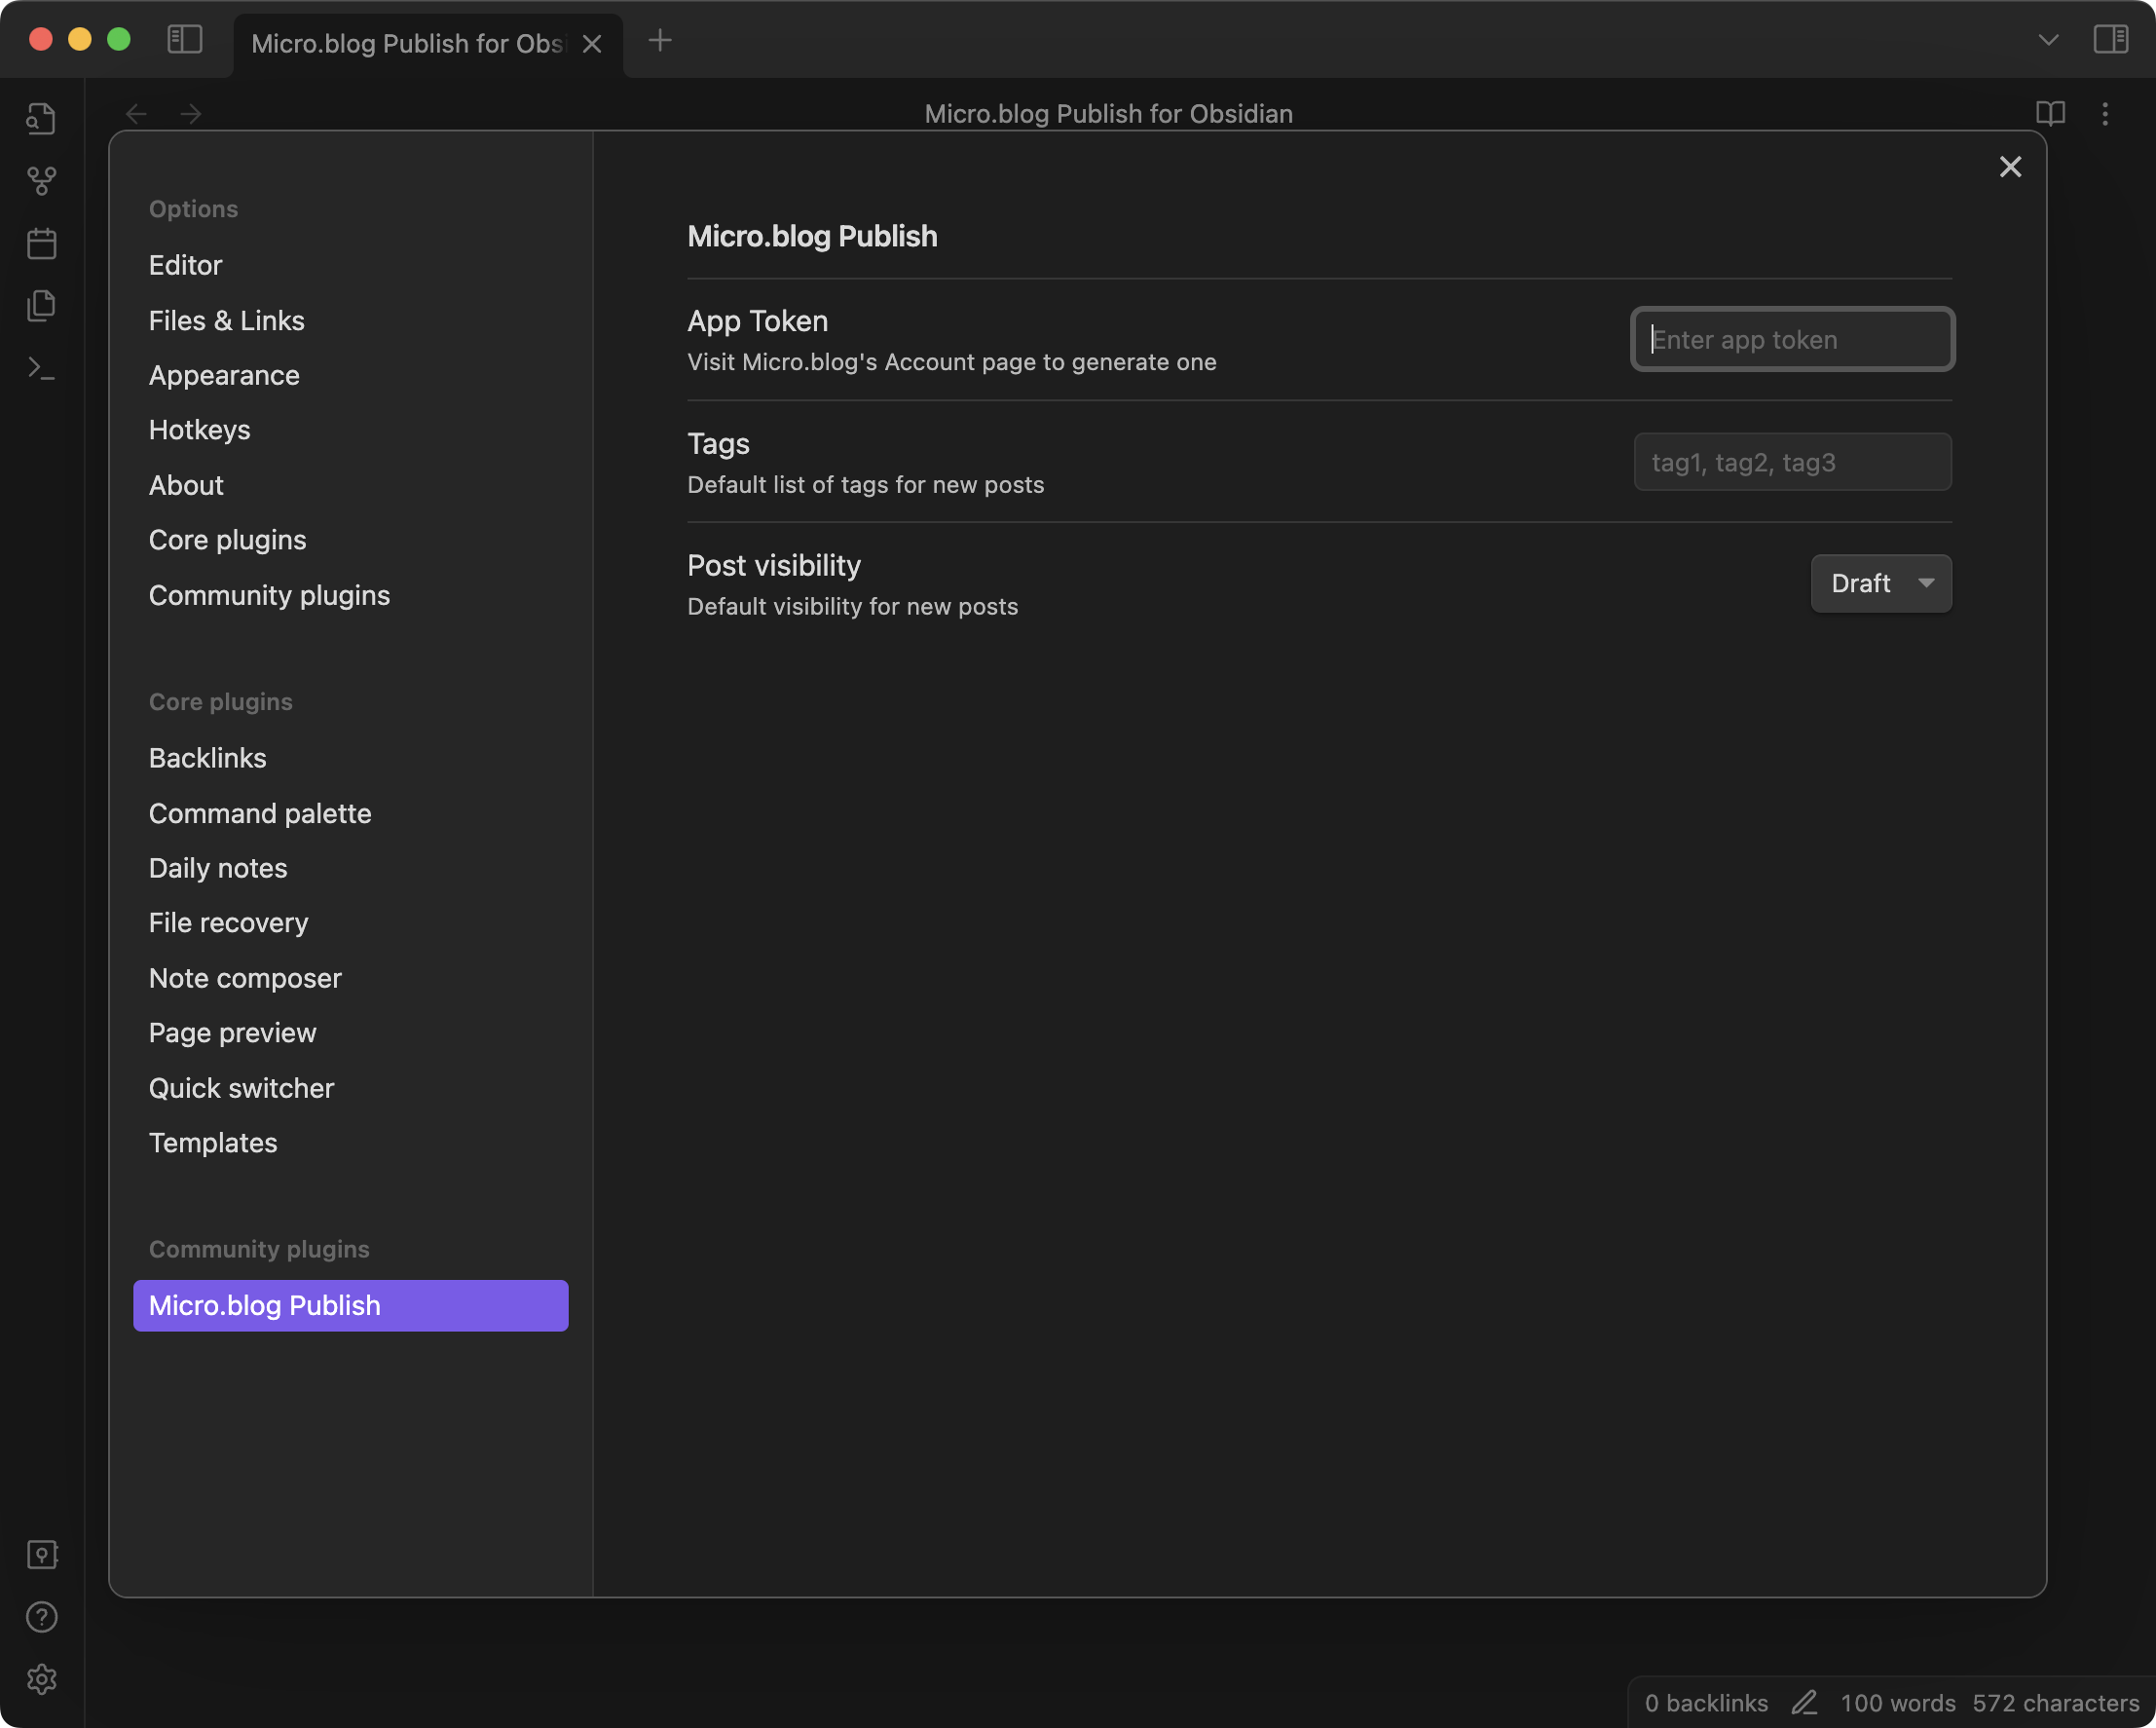 Micro.blog Publish for Obsi
Micro.blog Publish for Obsidian
Options
Editor
Files & Links
Appearance
Hotkeys
About
Core plugins
Community plugins
Core plugins
Backlinks
Command palette
Daily notes
File recovery
Note composer
Page preview
Quick switcher
Templates
Community plugins
Micro.blog Publish
Micro.blog Publish
App Token
Visit Micro.blog's Account page to generate one
Enter app token
Tags
Default list of tags for new posts
tag1, tag2, tag3
Post visibility
Default visibility for new posts
Draft
0 backlinks 100 words 572 characters